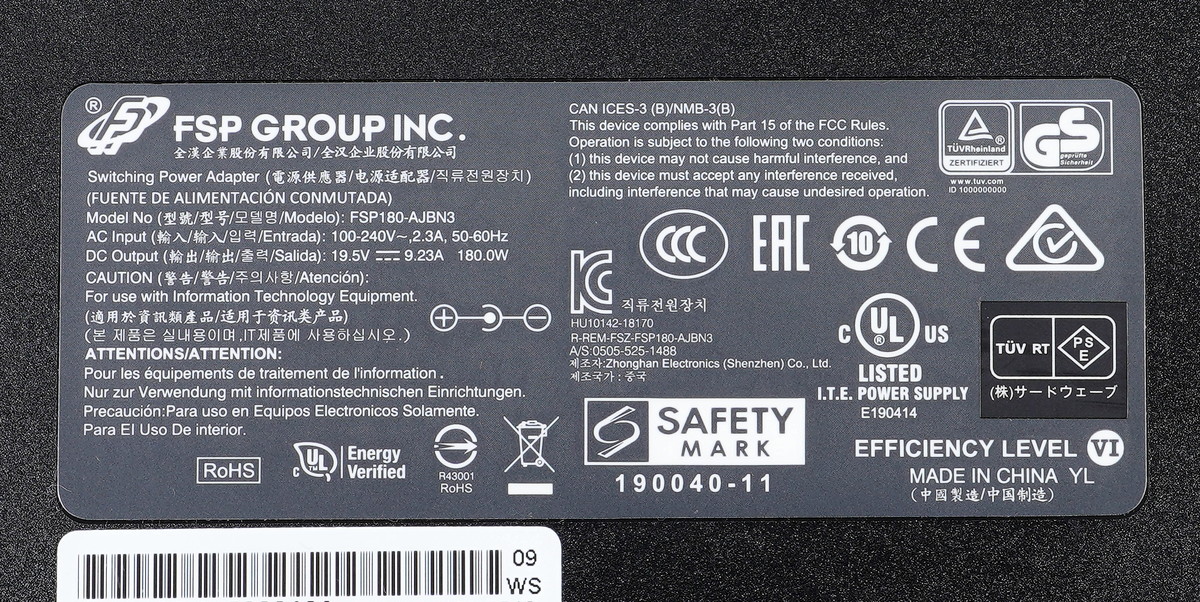 ®
FSP GROUP INC.
全漢企業股份有限公司/全汉企业股份有限公司
Switching Power Adapter (電源供應器/电源适配器/직류전원장치)
(FUENTE DE ALIMENTACIÓN CONMUTADA)
Model No (型號/型号/모델명/Modelo): FSP180-AJBN3
AC Input (輸入/输入/입력/Entrada): 100-240V~,2.3A, 50-60Hz
DC Output (輸出/输出/출력/Salida): 19.5V ⎓ 9.23A 180.0W
CAUTION (警告/警告/주의사항/Atención):
For use with Information Technology Equipment.
(適用於資訊類產品/适用于资讯类产品)
(본 제품은 실내용이며,IT제품에 사용하십시오.)
ATTENTIONS/ATTENTION:
Pour les équipements de traitement de l'information.
Nur zur Verwendung mit informationstechnischen Einrichtungen.
Precaución:Para uso en Equipos Electronicos Solamente.
Para El Uso De interior.
RoHS
c UL TM
Energy
Verified
R43001
RoHS
CAN ICES-3 (B)/NMB-3(B)
This device complies with Part 15 of the FCC Rules.
Operation is subject to the following two conditions:
(1) this device may not cause harmful interference, and
(2) this device must accept any interference received,
including interference that may cause undesired operation.
TÜVRheinland
ZERTIFIZIERT
GS
geprüfte
Sicherheit
www.tuv.com
ID 1000000000
CCC
EAC
10
CE
KC
직류전원장치
HU10142-18170
R-REM-FSZ-FSP180-AJBN3
A/S:0505-525-1488
제조자:Zhonghan Electronics (Shenzhen) Co., Ltd.
제조국가:중국
c UL ® US
LISTED
I.T.E. POWER SUPPLY
E190414
TÜV RT
PS
E
(株)サードウェーブ
S
SAFETY
MARK
190040-11
EFFICIENCY LEVEL VI
MADE IN CHINA YL
(中國製造/中国制造)
09
WS